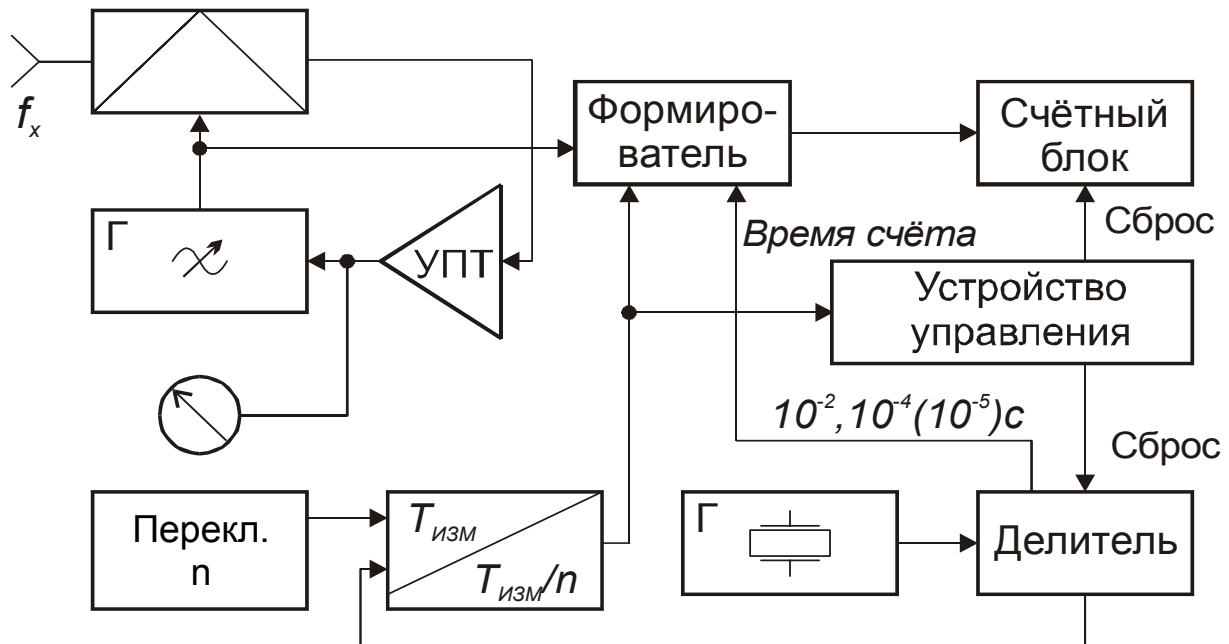 f_x
Формиро-
ватель
Счётный
блок
Г
УПТ
Время счёта
Сброс
Устройство
управления
10^-2, 10^-4(10^-5)с
Сброс
Перекл.
n
T_ИЗМ
T_ИЗМ/n
Г
Делитель